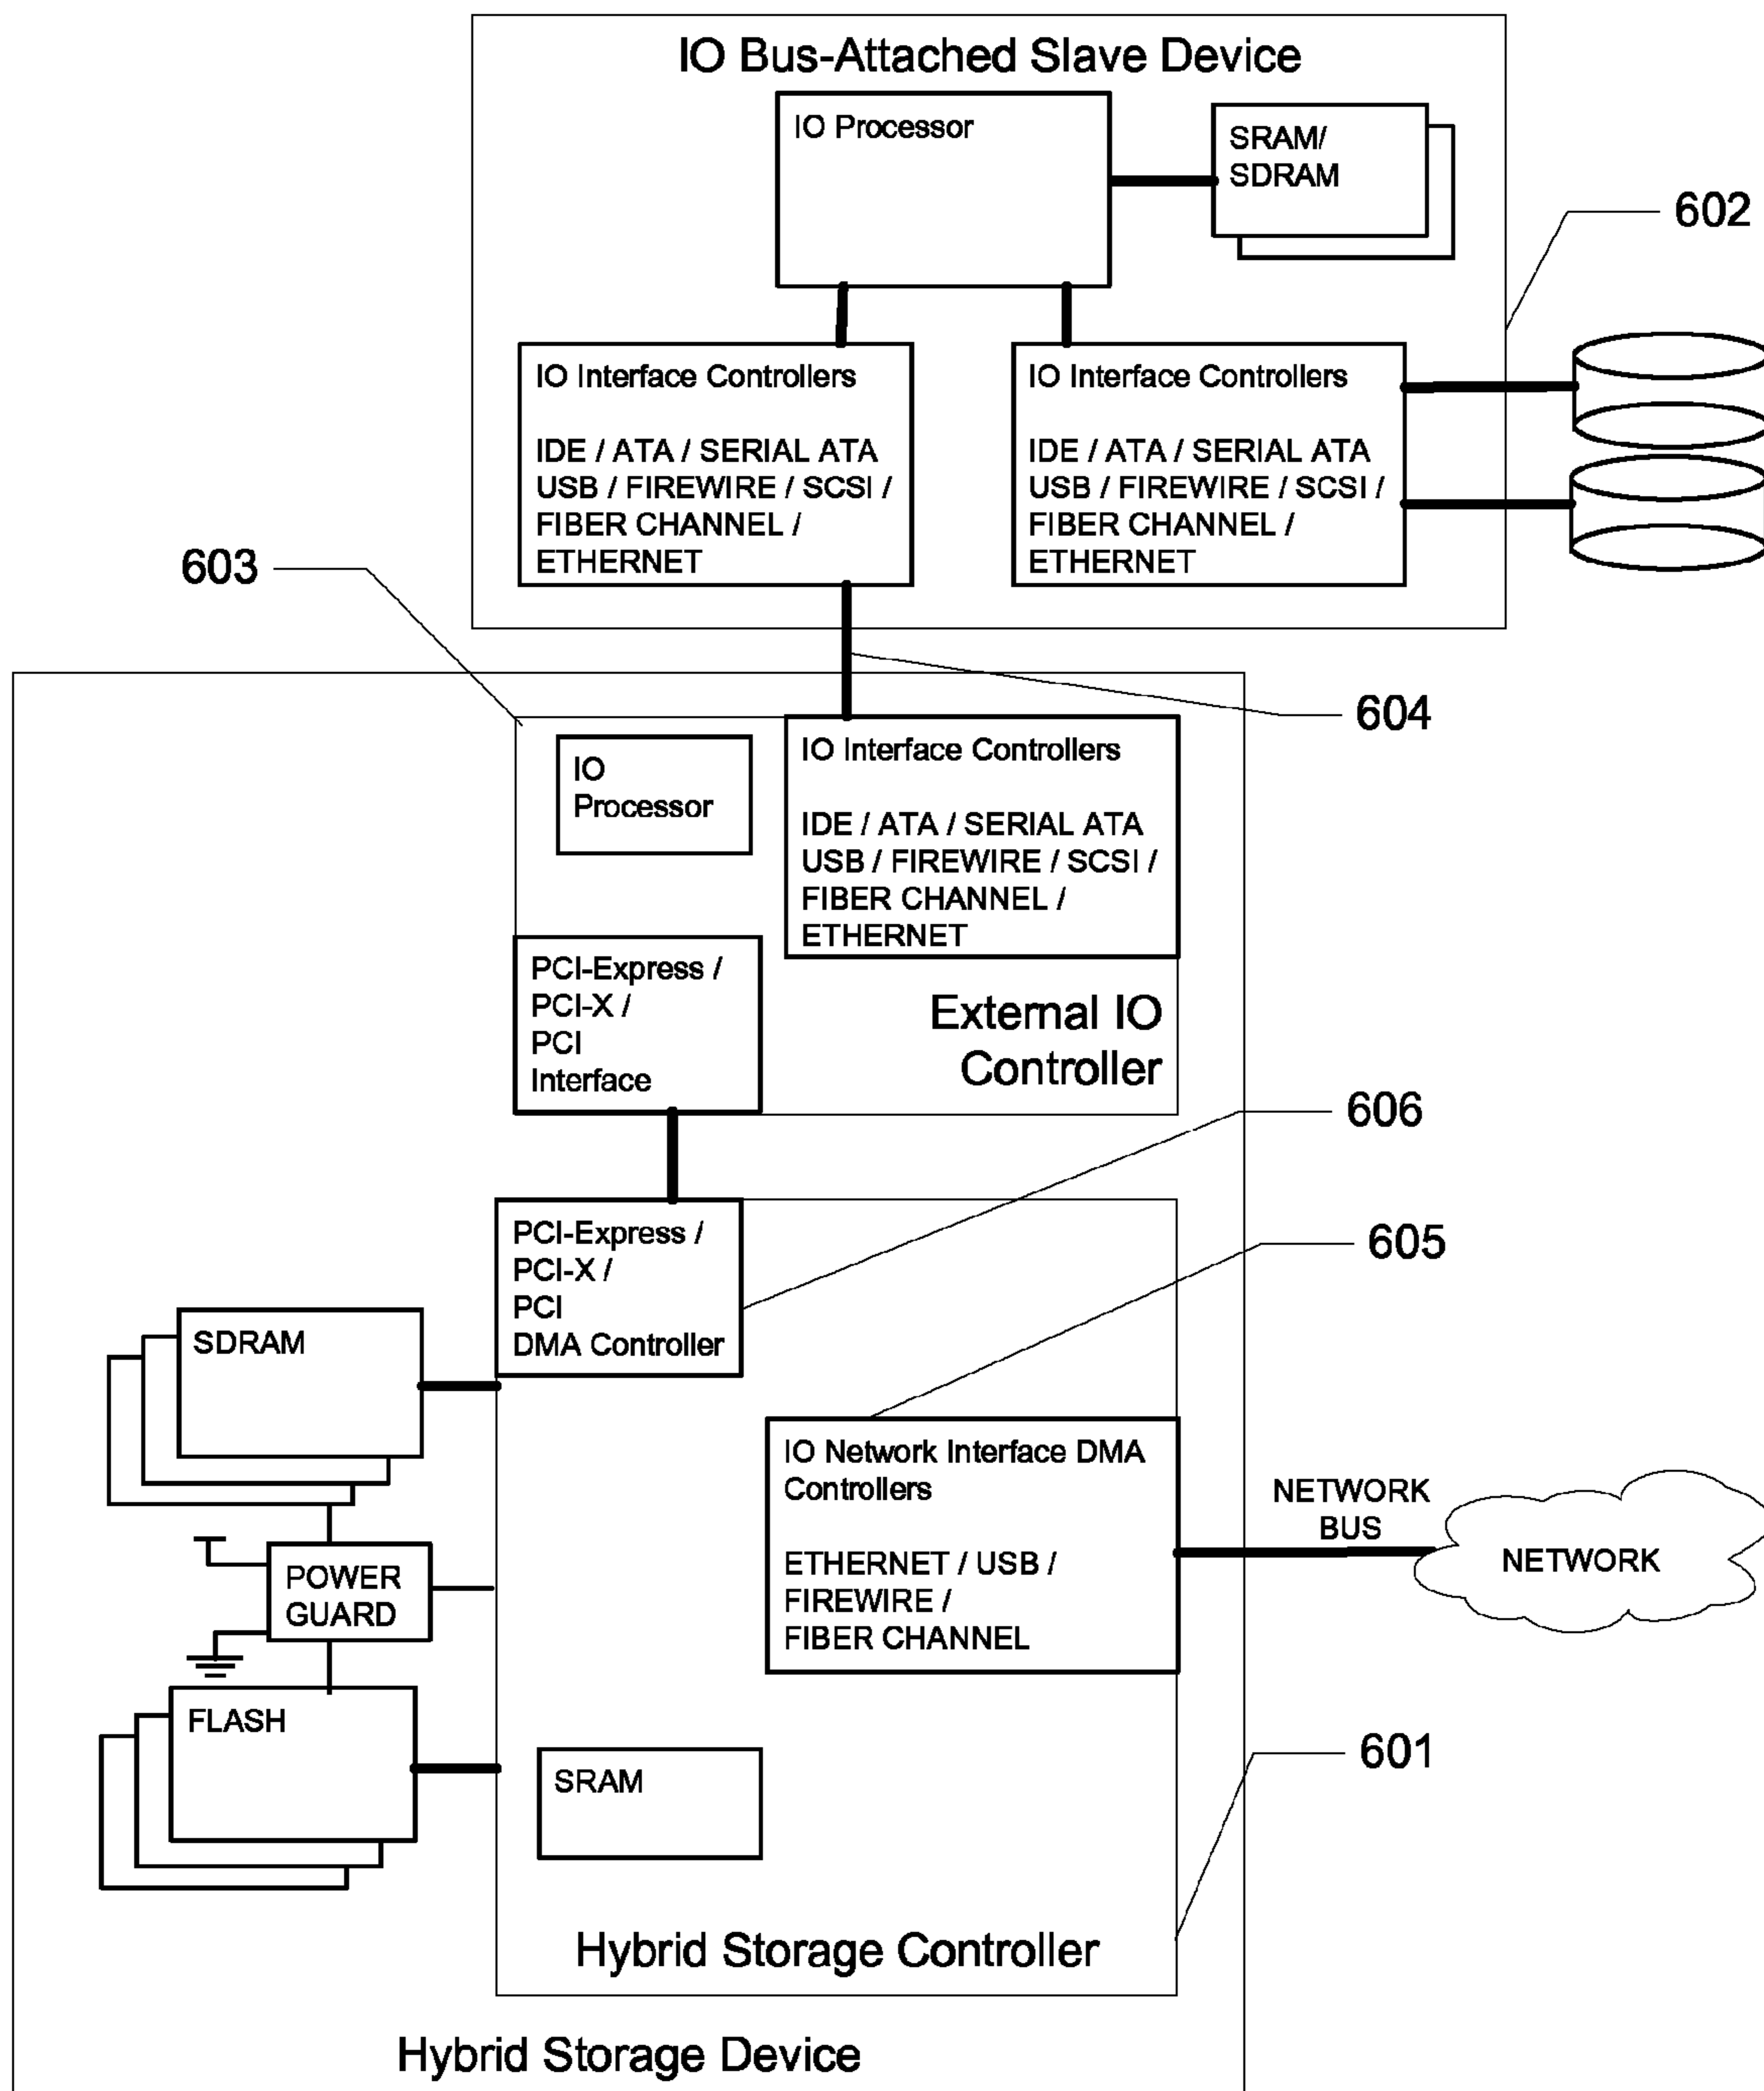 IO Bus-Attached Slave Device
IO Processor
SRAM/
SDRAM
602
IO Interface Controllers
IDE / ATA / SERIAL ATA
USB / FIREWIRE / SCSI /
FIBER CHANNEL /
ETHERNET
IO Interface Controllers
IDE / ATA / SERIAL ATA
USB / FIREWIRE / SCSI /
FIBER CHANNEL /
ETHERNET
603
604
IO
Processor
IO Interface Controllers
IDE / ATA / SERIAL ATA
USB / FIREWIRE / SCSI /
FIBER CHANNEL /
ETHERNET
PCI-Express /
PCI-X /
PCI
Interface
External IO
Controller
606
PCI-Express /
PCI-X /
PCI
DMA Controller
605
SDRAM
IO Network Interface DMA
Controllers
ETHERNET / USB /
FIREWIRE /
FIBER CHANNEL
NETWORK
BUS
NETWORK
POWER
GUARD
FLASH
SRAM
601
Hybrid Storage Controller
Hybrid Storage Device